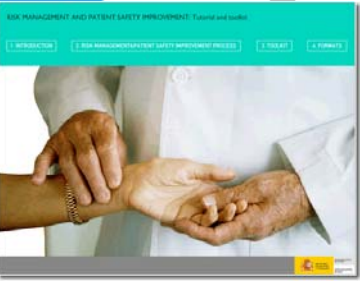 RISK MANAGEMENT AND PATIENT SAFETY IMPROVEMENT: Tutorial and toolkit
1. INTRODUCTION
2. RISK MANAGEMENT&PATIENT SAFETY IMPROVEMENT PROCESS
3. TOOLKIT
4. FORMATS